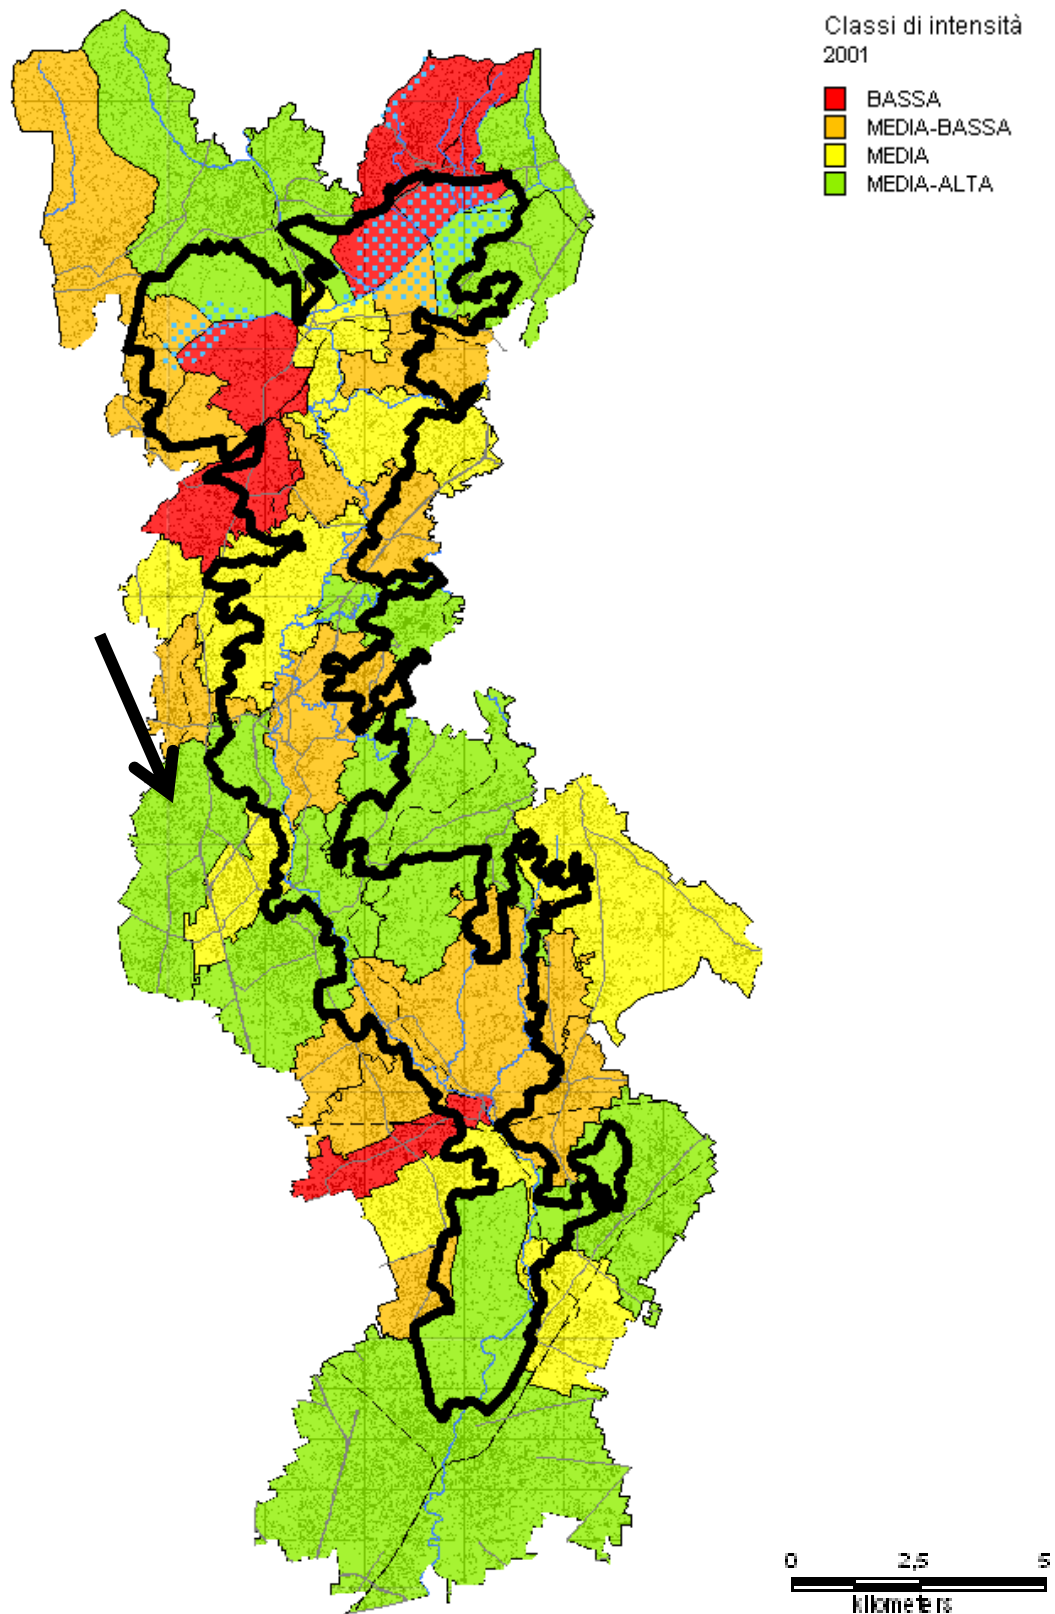 Classi di intensità
2001
BASSA
MEDIA-BASSA
MEDIA
MEDIA-ALTA
0 2,5 5
kilometers